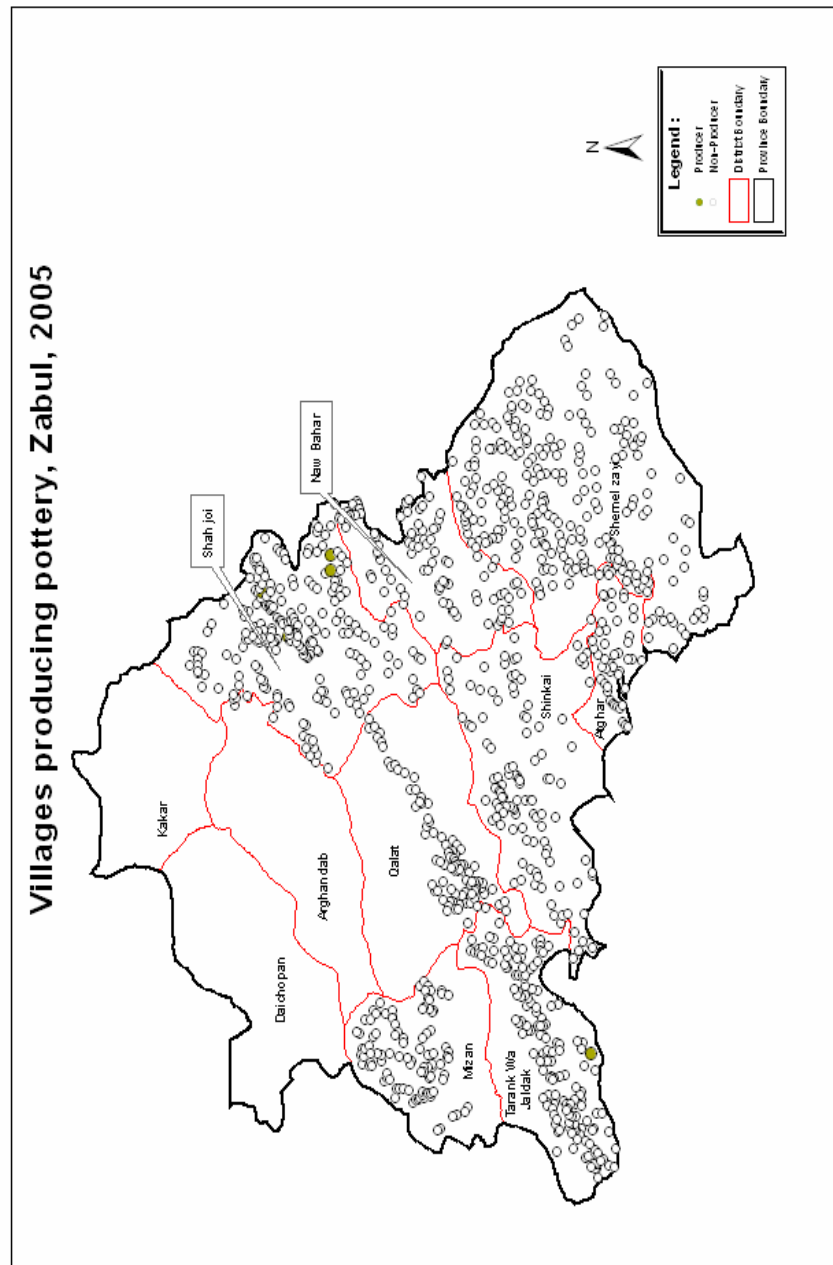 Villages producing pottery, Zabul, 2005
Kakar
Shah joi
Daichopan
Arghandab
Naw Bahar
Qalat
Mizan
Tarank Wa
Jaldak
Shinkai
Shemel zayi
Atghar
N
Legend :
Producer
Non-Producer
District Boundary
Province Boundary